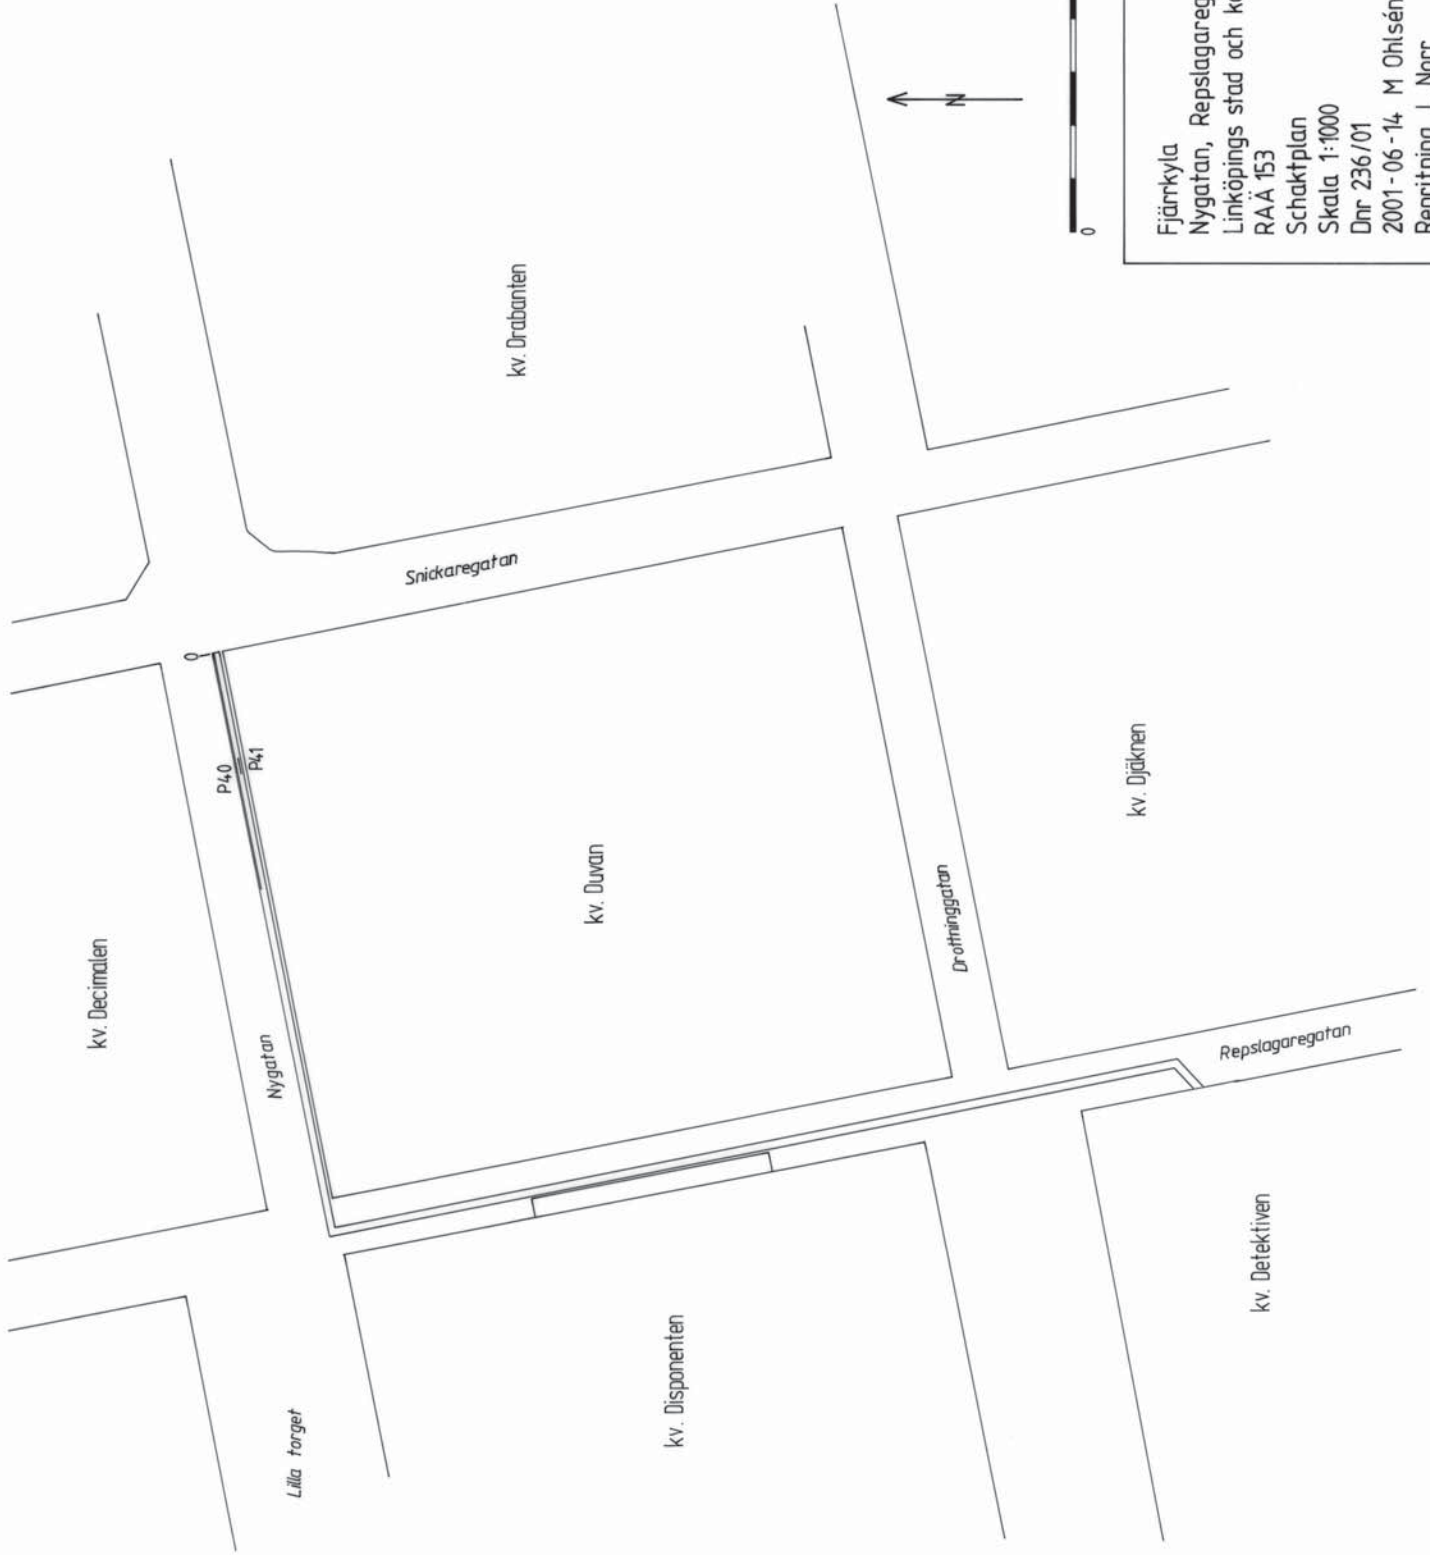 kv. Decimalen
Lilla torget
Nygatan
P40
P41
0
Snickaregatan
kv. Drabanten
kv. Disponenten
kv. Duvan
Drottninggatan
kv. Detektiven
Repslagaregatan
kv. Djäknen
N
0
Fjärrkyla
Nygatan, Repslagareg
Linköpings stad och k
RAÄ 153
Schaktplan
Skala 1:1000
Dnr 236/01
2001-06-14 M Ohlsén
Renritning L Norr